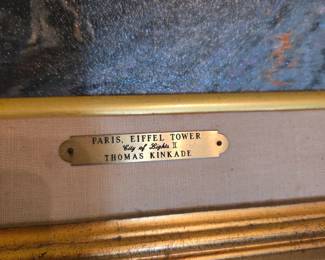 PARIS, EIFFEL TOWER
City of Lights II
THOMAS KINKADE